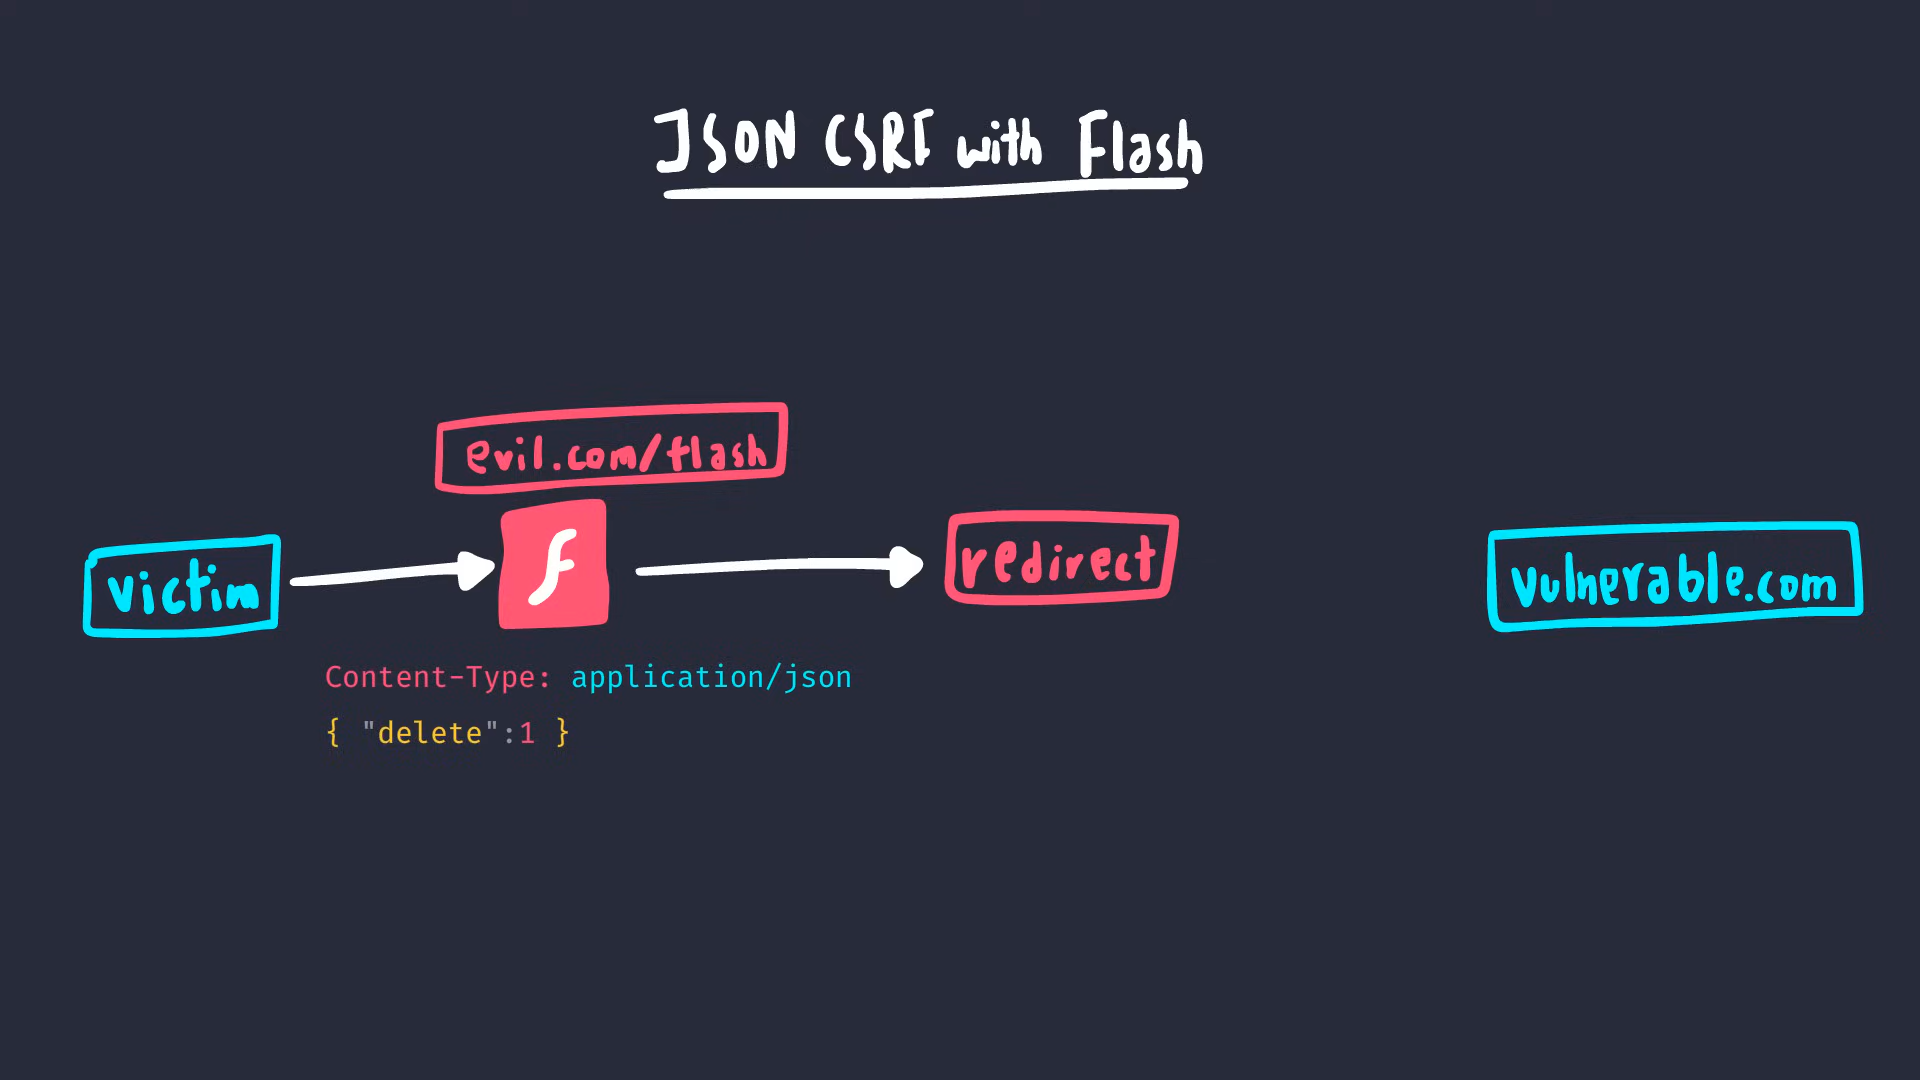 JSON CSRF with Flash
evil.com/flash
f
victim
redirect
vulnerable.com
Content-Type: application/json
{ "delete":1 }